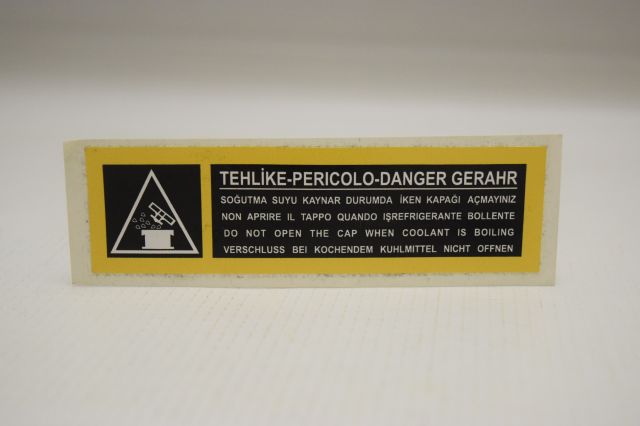 TEHLİKE-PERICOLO-DANGER GERAHR
SOĞUTMA SUYU KAYNAR DURUMDA İKEN KAPAĞI AÇMAYINIZ
NON APRIRE IL TAPPO QUANDO IŞREFRIGERANTE BOLLENTE
DO NOT OPEN THE CAP WHEN COOLANT IS BOILING
VERSCHLUSS BEI KOCHENDEM KUHLMITTEL NICHT OFFNEN